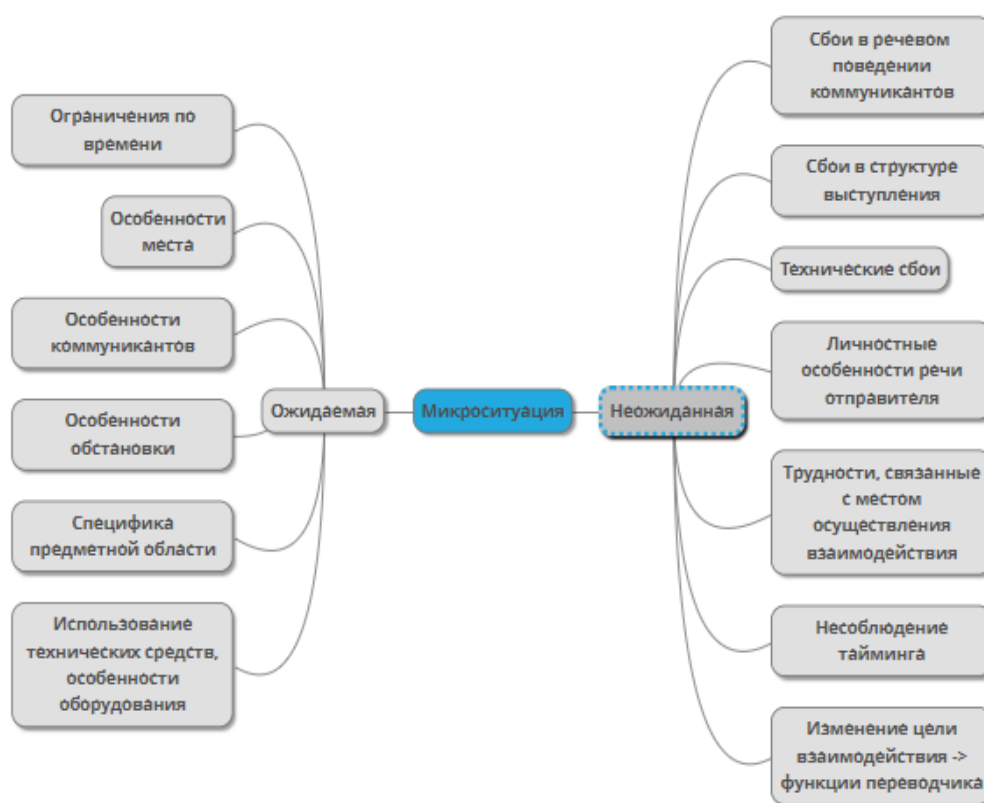 Ограничения по
времени
Особенности
места
Особенности
коммуникантов
Особенности
обстановки
Специфика
предметной области
Использование
технических средств,
особенности
оборудования
Ожидаемая
Микроситуация
Неожиданная
Сбои в речевом
поведении
коммуникантов
Сбои в структуре
выступления
Технические сбои
Личностные
особенности речи
отправителя
Трудности, связанные
с местом
осуществления
взаимодействия
Несоблюдение
тайминга
Изменение цели
взаимодействия ->
функции переводчика